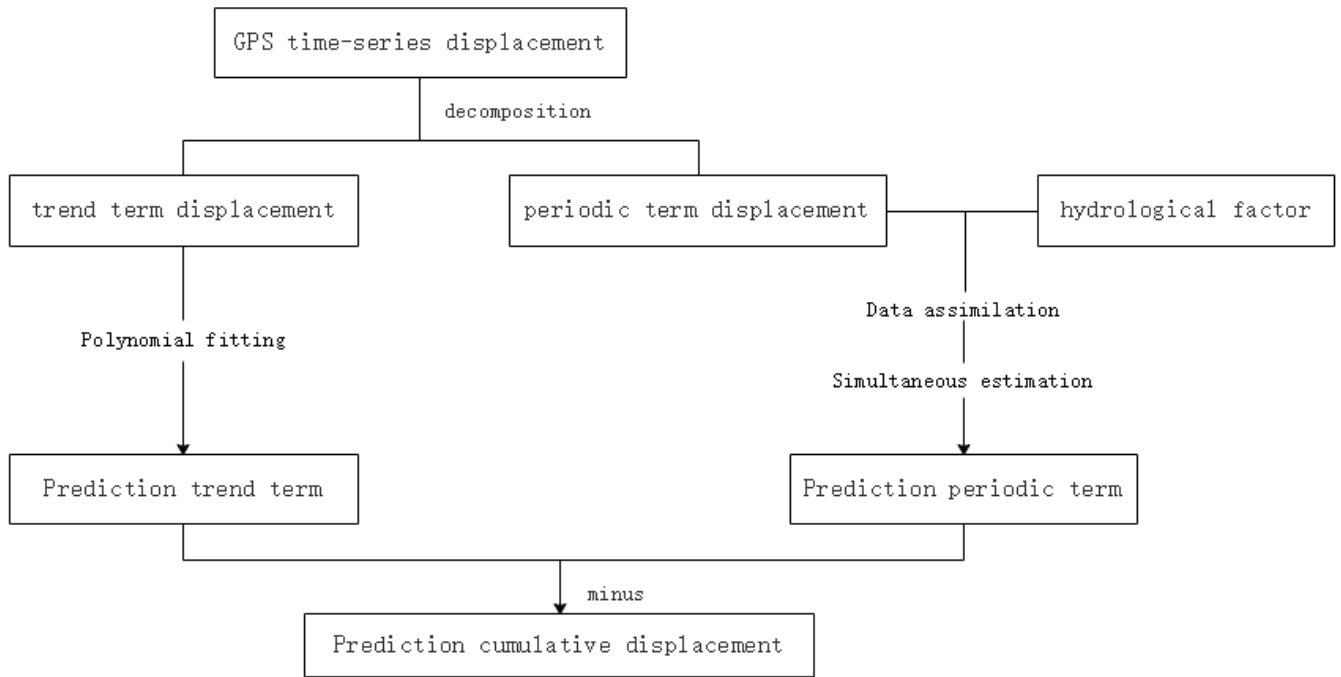 GPS time-series displacement
decomposition
trend term displacement
periodic term displacement
hydrological factor
Data assimilation
Polynomial fitting
Simultaneous estimation
Prediction trend term
Prediction periodic term
minus
Prediction cumulative displacement